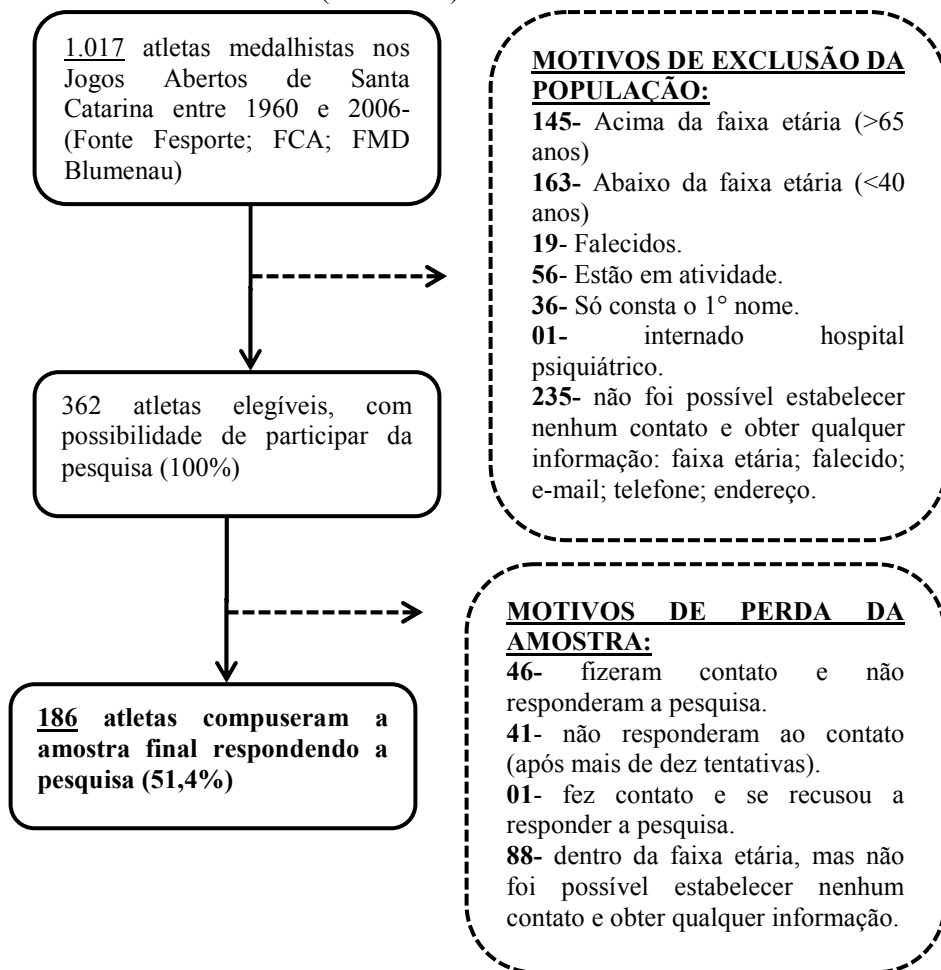 1.017 atletas medalhistas nos
Jogos Abertos de Santa
Catarina entre 1960 e 2006-
(Fonte Fesporte; FCA; FMD
Blumenau)
MOTIVOS DE EXCLUSÃO DA
POPULAÇÃO:
145- Acima da faixa etária (>65
anos)
163- Abaixo da faixa etária (<40
anos)
19- Falecidos.
56- Estão em atividade.
36- Só consta o 1° nome.
01- internado hospital
psiquiátrico.
235- não foi possível estabelecer
nenhum contato e obter qualquer
informação: faixa etária; falecido;
e-mail; telefone; endereço.
362 atletas elegíveis, com
possibilidade de participar da
pesquisa (100%)
MOTIVOS DE PERDA DA
AMOSTRA:
46- fizeram contato e não
responderam a pesquisa.
41- não responderam ao contato
(após mais de dez tentativas).
01- fez contato e se recusou a
responder a pesquisa.
88- dentro da faixa etária, mas não
foi possível estabelecer nenhum
contato e obter qualquer informação.
186 atletas compuseram a
amostra final respondendo a
pesquisa (51,4%)